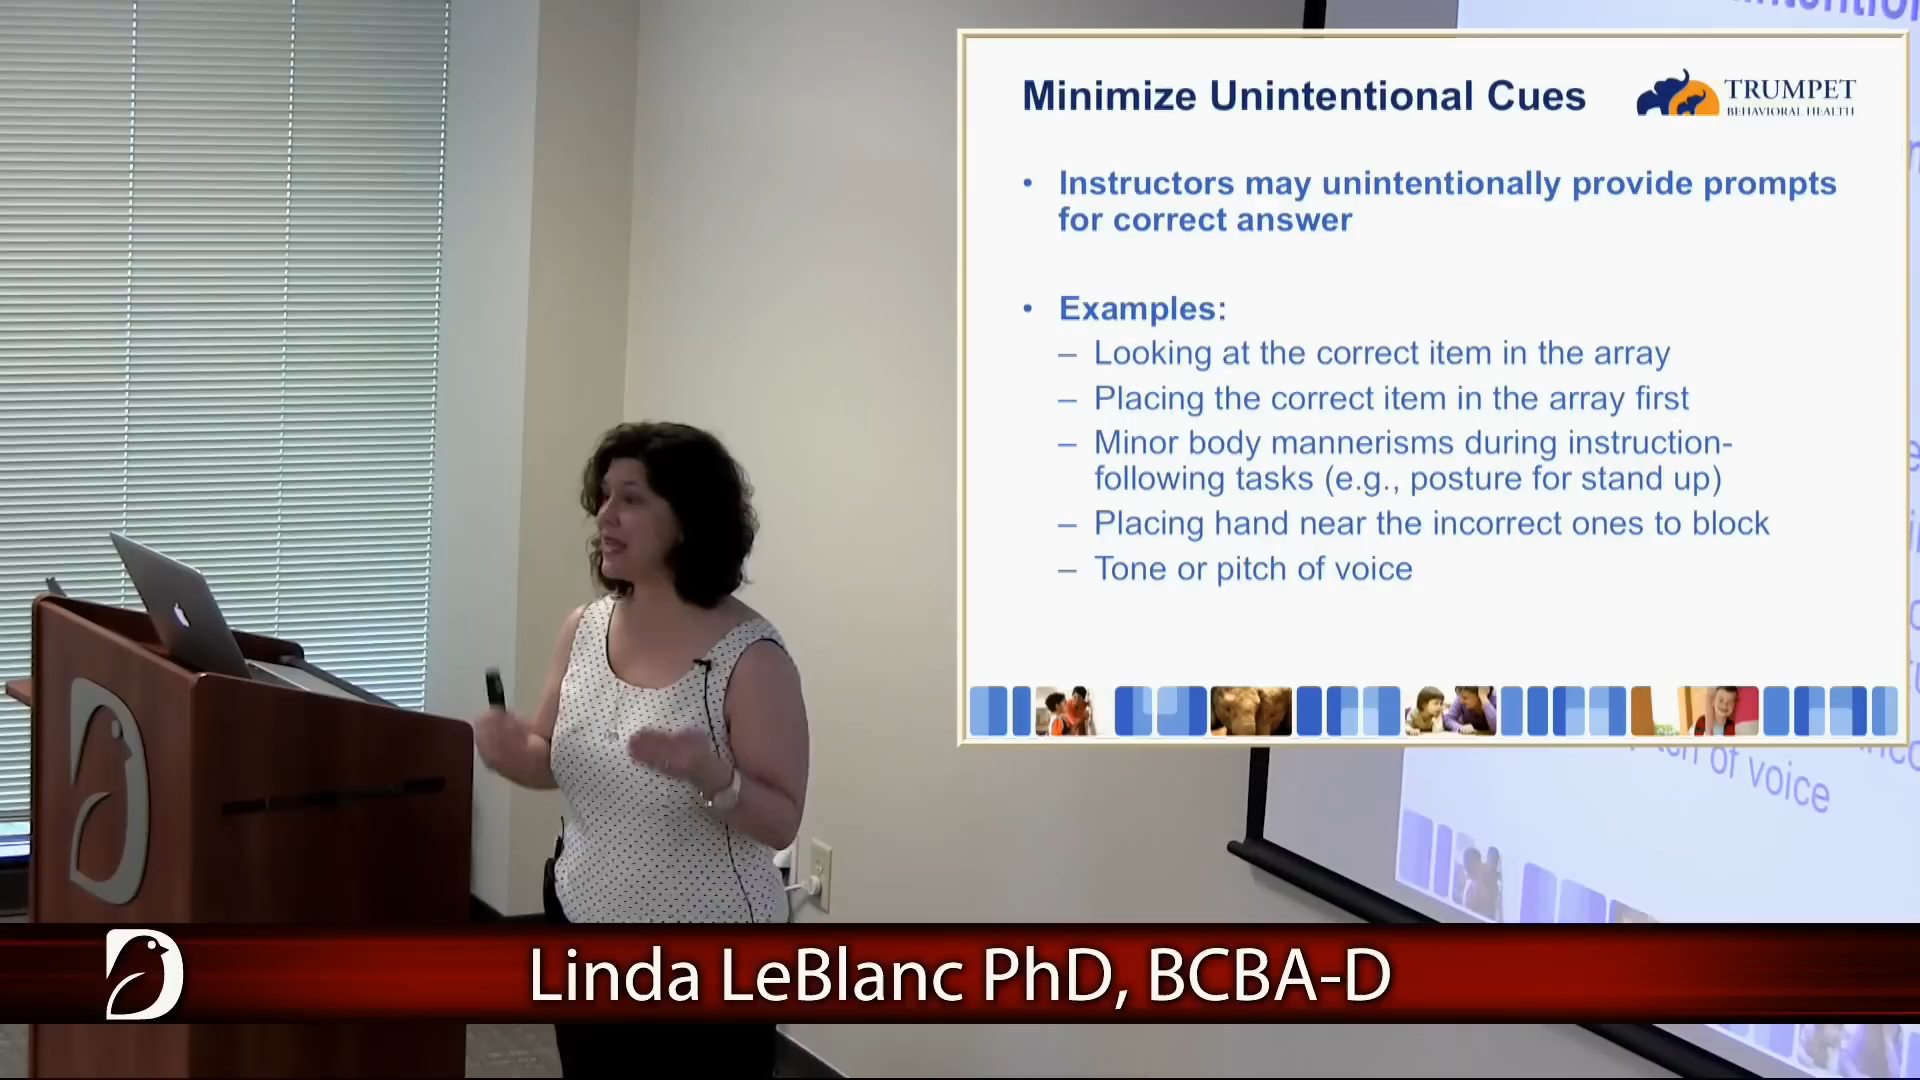 Minimize Unintentional Cues
TRUMPET
BEHAVIORAL HEALTH
• Instructors may unintentionally provide prompts
for correct answer
• Examples:
– Looking at the correct item in the array
– Placing the correct item in the array first
– Minor body mannerisms during instruction-
following tasks (e.g., posture for stand up)
– Placing hand near the incorrect ones to block
– Tone or pitch of voice
of voice
Linda LeBlanc PhD, BCBA-D